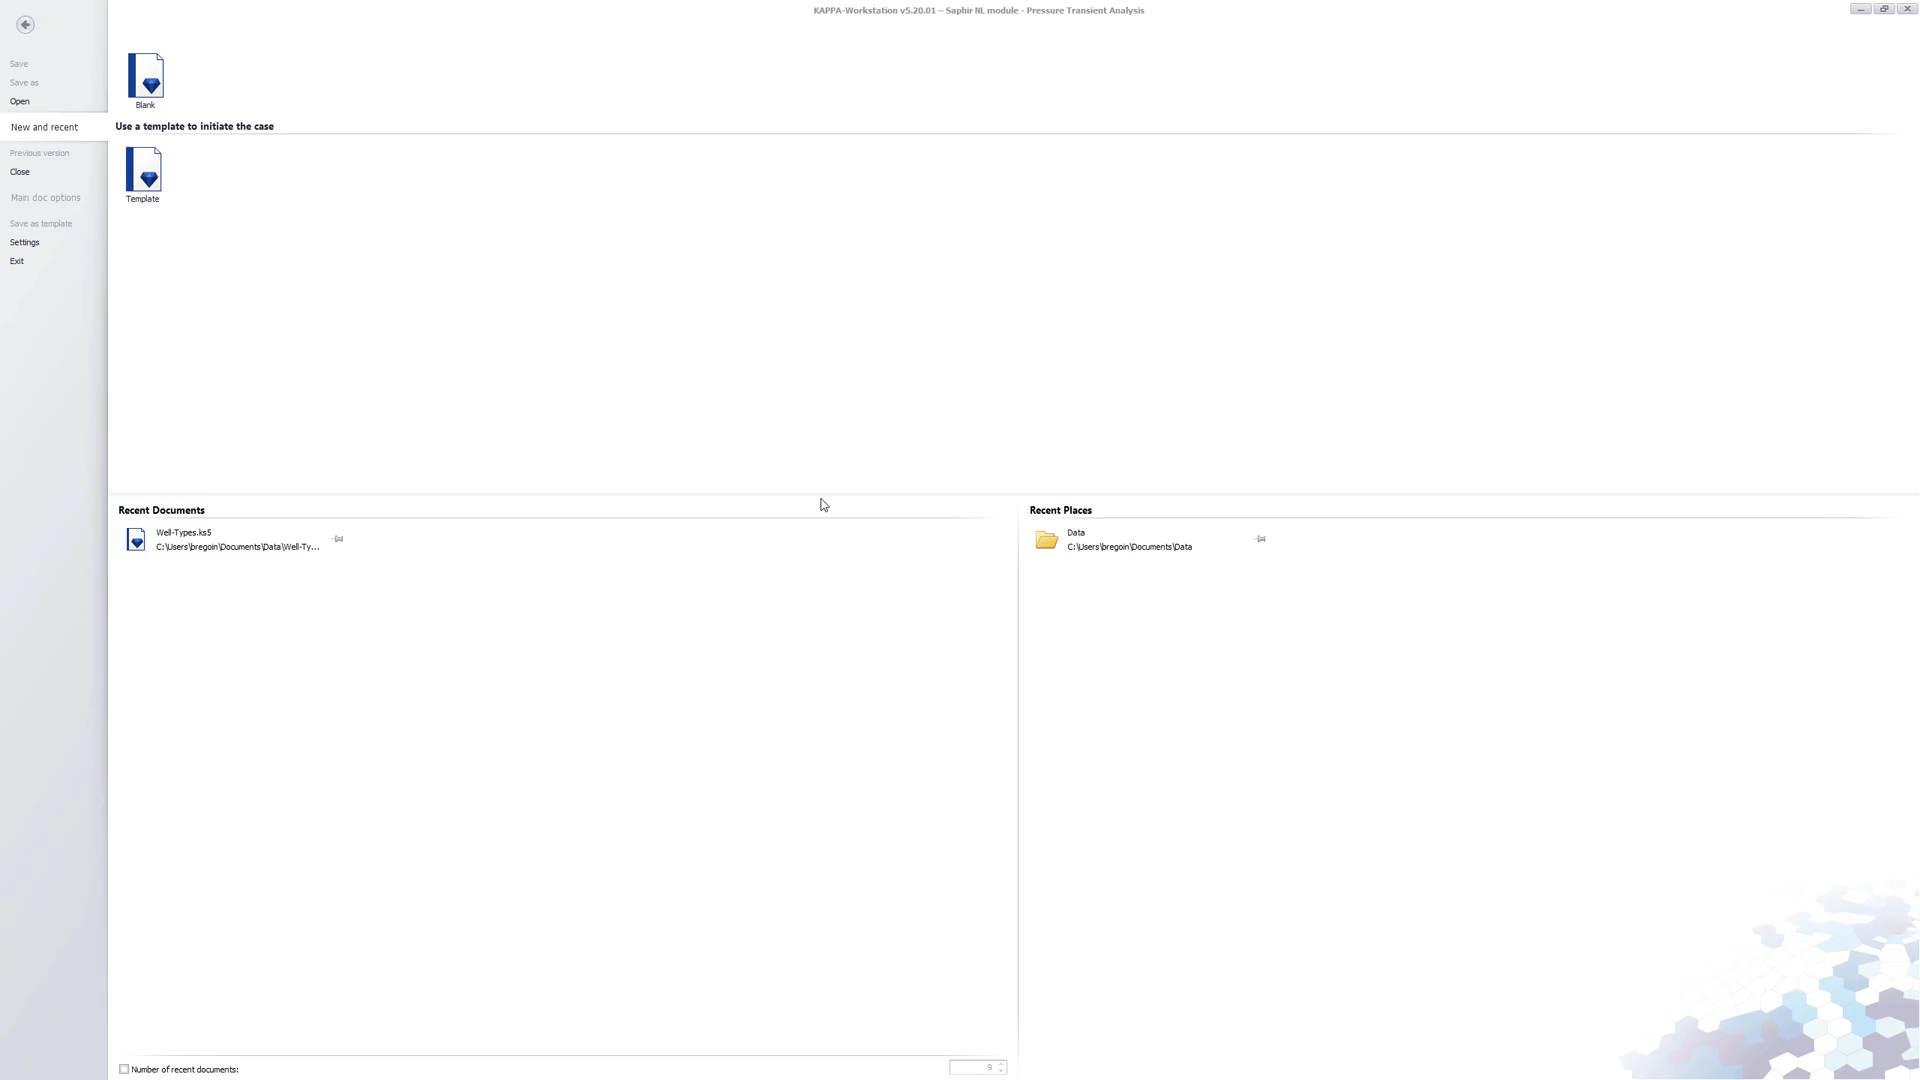 KAPPA-Workstation v5.20.01 – Saphir NL module - Pressure Transient Analysis
Save
Save as
Open
New and recent
Previous version
Close
Main doc options
Save as template
Settings
Exit
Blank
Use a template to initiate the case
Template
Recent Documents
Well-Types.ks5
C:\Users\bregoin\Documents\Data\Well-Ty...
Recent Places
Data
C:\Users\bregoin\Documents\Data
Number of recent documents:
9